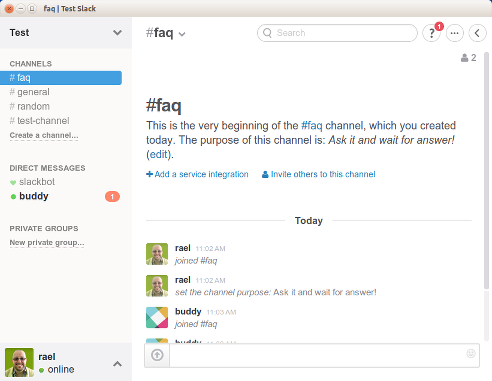 faq | Test Slack
Test
#faq
Search
?
1
2
CHANNELS
# faq
# general
# random
# test-channel
Create a channel...
DIRECT MESSAGES
slackbot
buddy
1
PRIVATE GROUPS
New private group...
rael
online
#faq
This is the very beginning of the #faq channel, which you created
today. The purpose of this channel is: Ask it and wait for answer!
(edit).
Add a service integration
Invite others to this channel
Today
rael 11:02 AM
joined #faq
rael 11:02 AM
set the channel purpose: Ask it and wait for answer!
buddy 11:03 AM
joined #faq